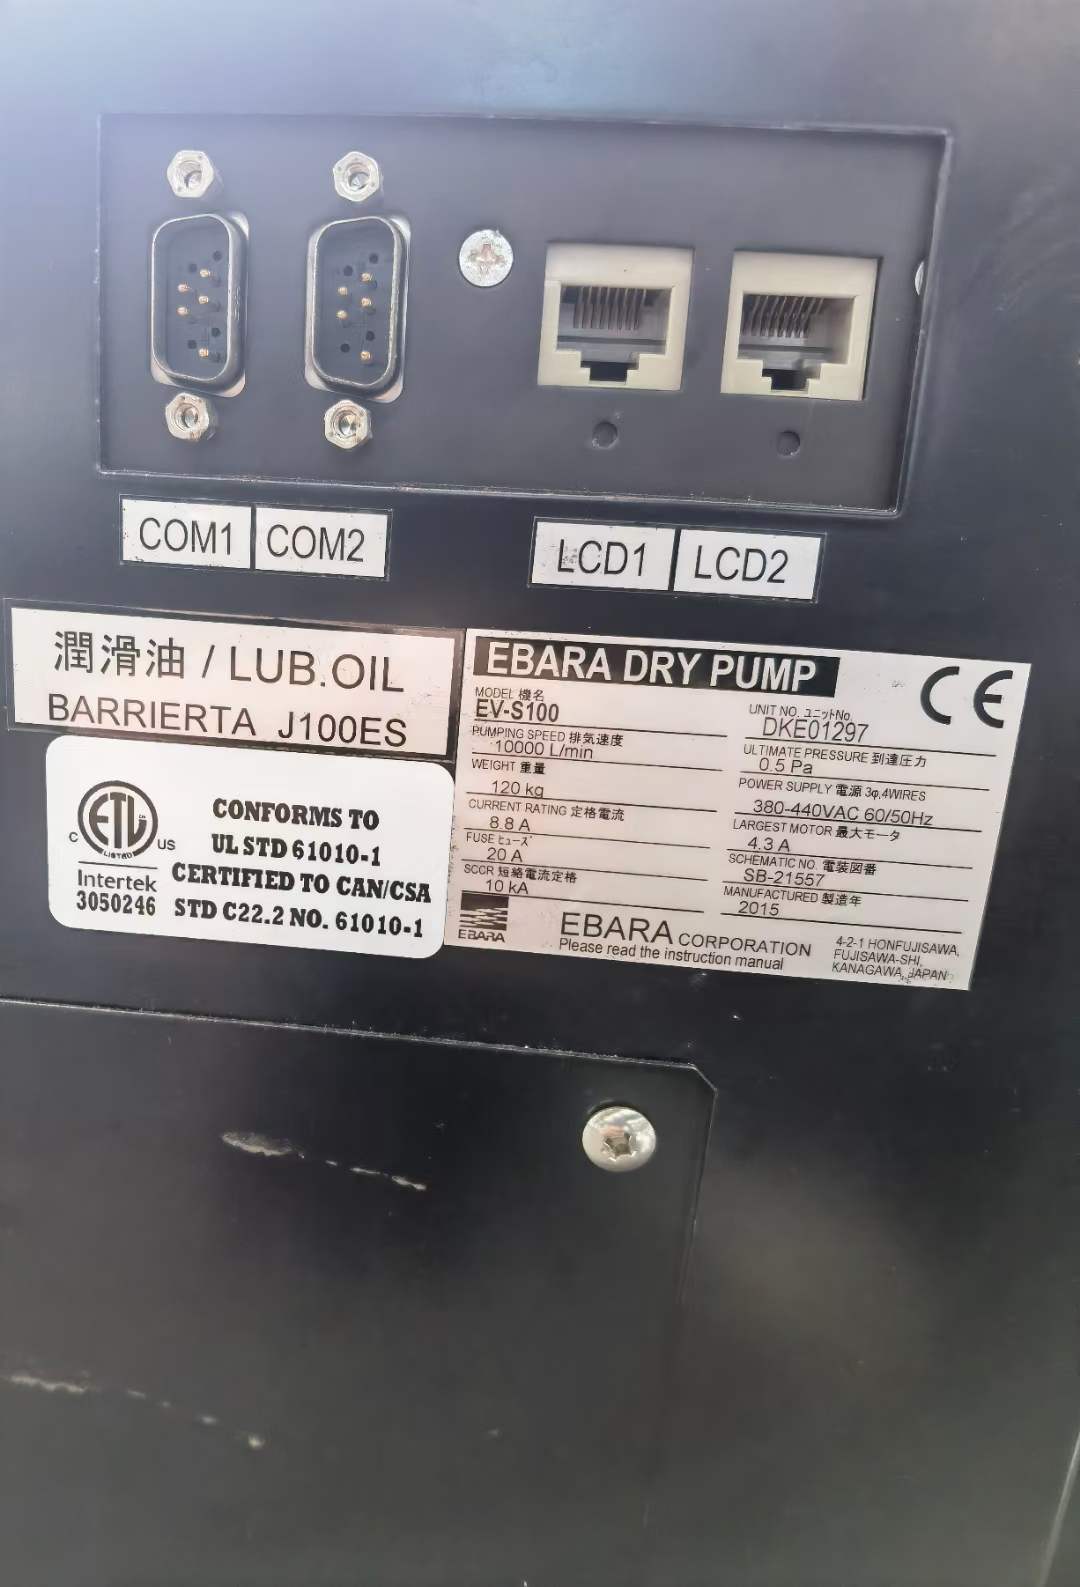 COM1 COM2
LCD1 LCD2
潤滑油 / LUB.OIL
BARRIERTA J100ES
ETL
C US
LISTED
Intertek
3050246
CONFORMS TO
UL STD 61010-1
CERTIFIED TO CAN/CSA
STD C22.2 NO. 61010-1
EBARA DRY PUMP
CE
MODEL 機名
EV-S100
PUMPING SPEED 排気速度
10000 L/min
WEIGHT 重量
120 kg
CURRENT RATING 定格電流
8.8 A
FUSE ヒューズ
20 A
SCCR 短絡電流定格
10 kA
UNIT NO. ユニットNo.
DKE01297
ULTIMATE PRESSURE 到達圧力
0.5 Pa
POWER SUPPLY 電源 3φ,4WIRES
380-440VAC 60/50Hz
LARGEST MOTOR 最大モータ
4.3 A
SCHEMATIC NO. 電装図番
SB-21557
MANUFACTURED 製造年
2015
EBARA
EBARA CORPORATION
Please read the instruction manual
4-2-1 HONFUJISAWA,
FUJISAWA-SHI,
KANAGAWA, JAPAN